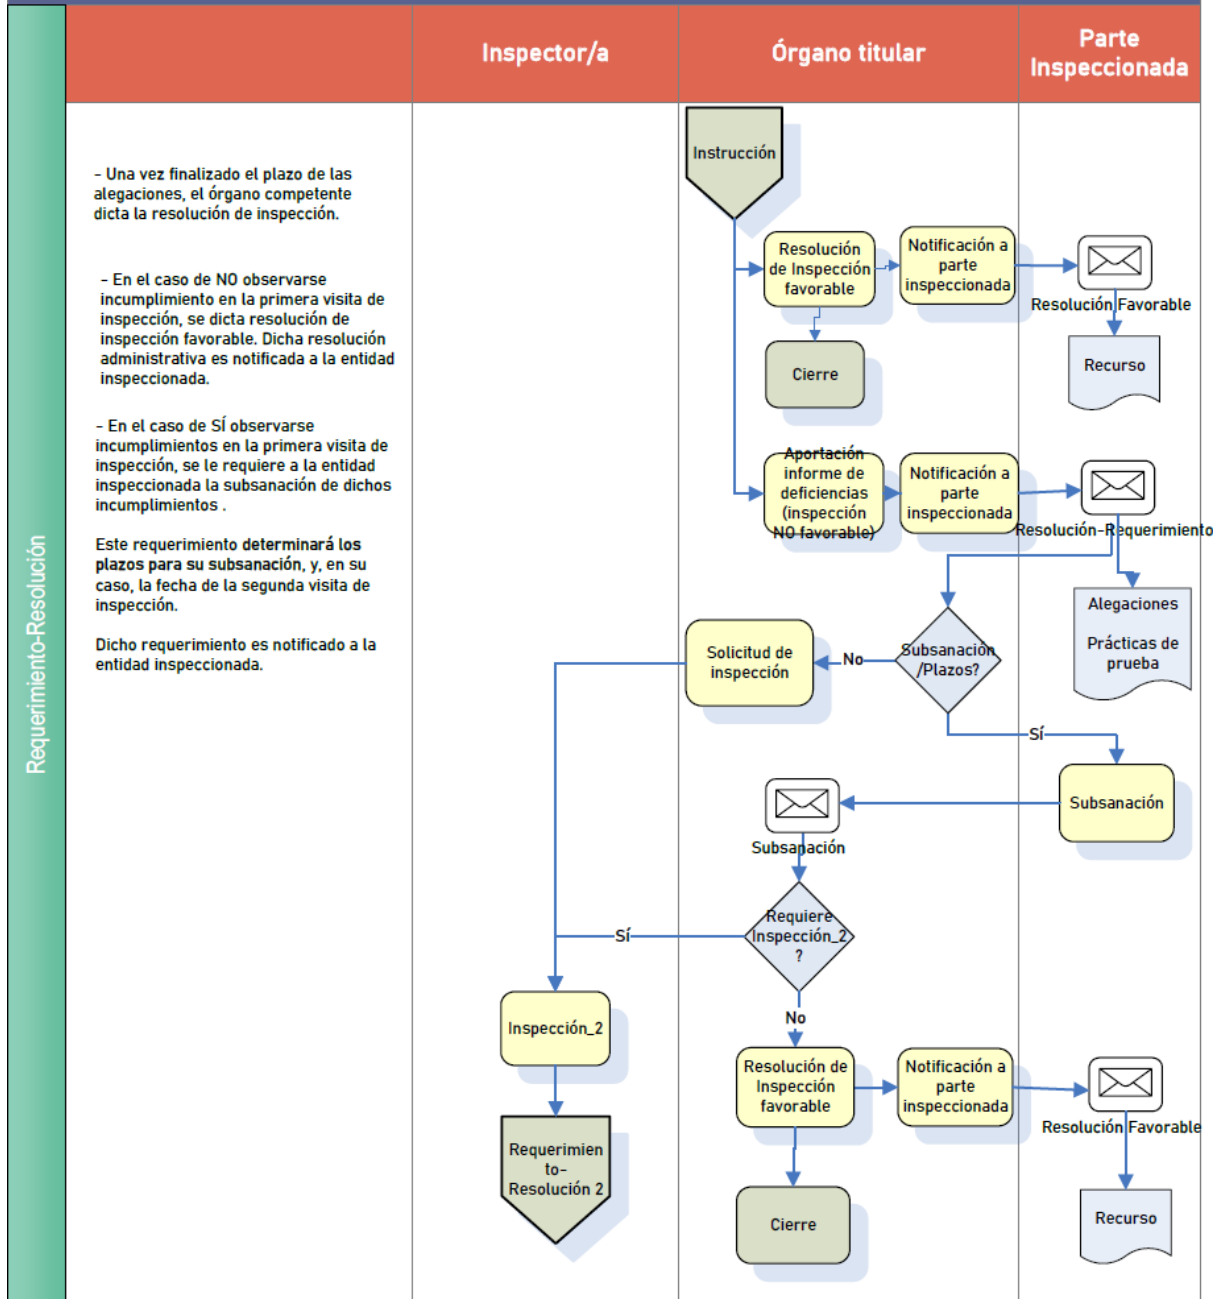 Inspector/a
Órgano titular
Parte
Inspeccionada
Requerimiento-Resolución
- Una vez finalizado el plazo de las
alegaciones, el órgano competente
dicta la resolución de inspección.
- En el caso de NO observarse
incumplimiento en la primera visita de
inspección, se dicta resolución de
inspección favorable. Dicha resolución
administrativa es notificada a la entidad
inspeccionada.
- En el caso de SÍ observarse
incumplimientos en la primera visita de
inspección, se le requiere a la entidad
inspeccionada la subsanación de dichos
incumplimientos .
Este requerimiento determinará los
plazos para su subsanación, y, en su
caso, la fecha de la segunda visita de
inspección.
Dicho requerimiento es notificado a la
entidad inspeccionada.
Instrucción
Resolución
de Inspección
favorable
Notificación a
parte
inspeccionada
Resolución Favorable
Cierre
Recurso
Aportación
informe de
deficiencias
(inspección
NO favorable)
Notificación a
parte
inspeccionada
Resolución-Requerimiento
Alegaciones
Prácticas de
prueba
Subsanación
/Plazos?
No
Solicitud de
inspección
Sí
Subsanación
Subsanación
Requiere
Inspección_2
?
Sí
No
Inspección_2
Requerimien
to-
Resolución 2
Resolución de
Inspección
favorable
Notificación a
parte
inspeccionada
Resolución Favorable
Cierre
Recurso